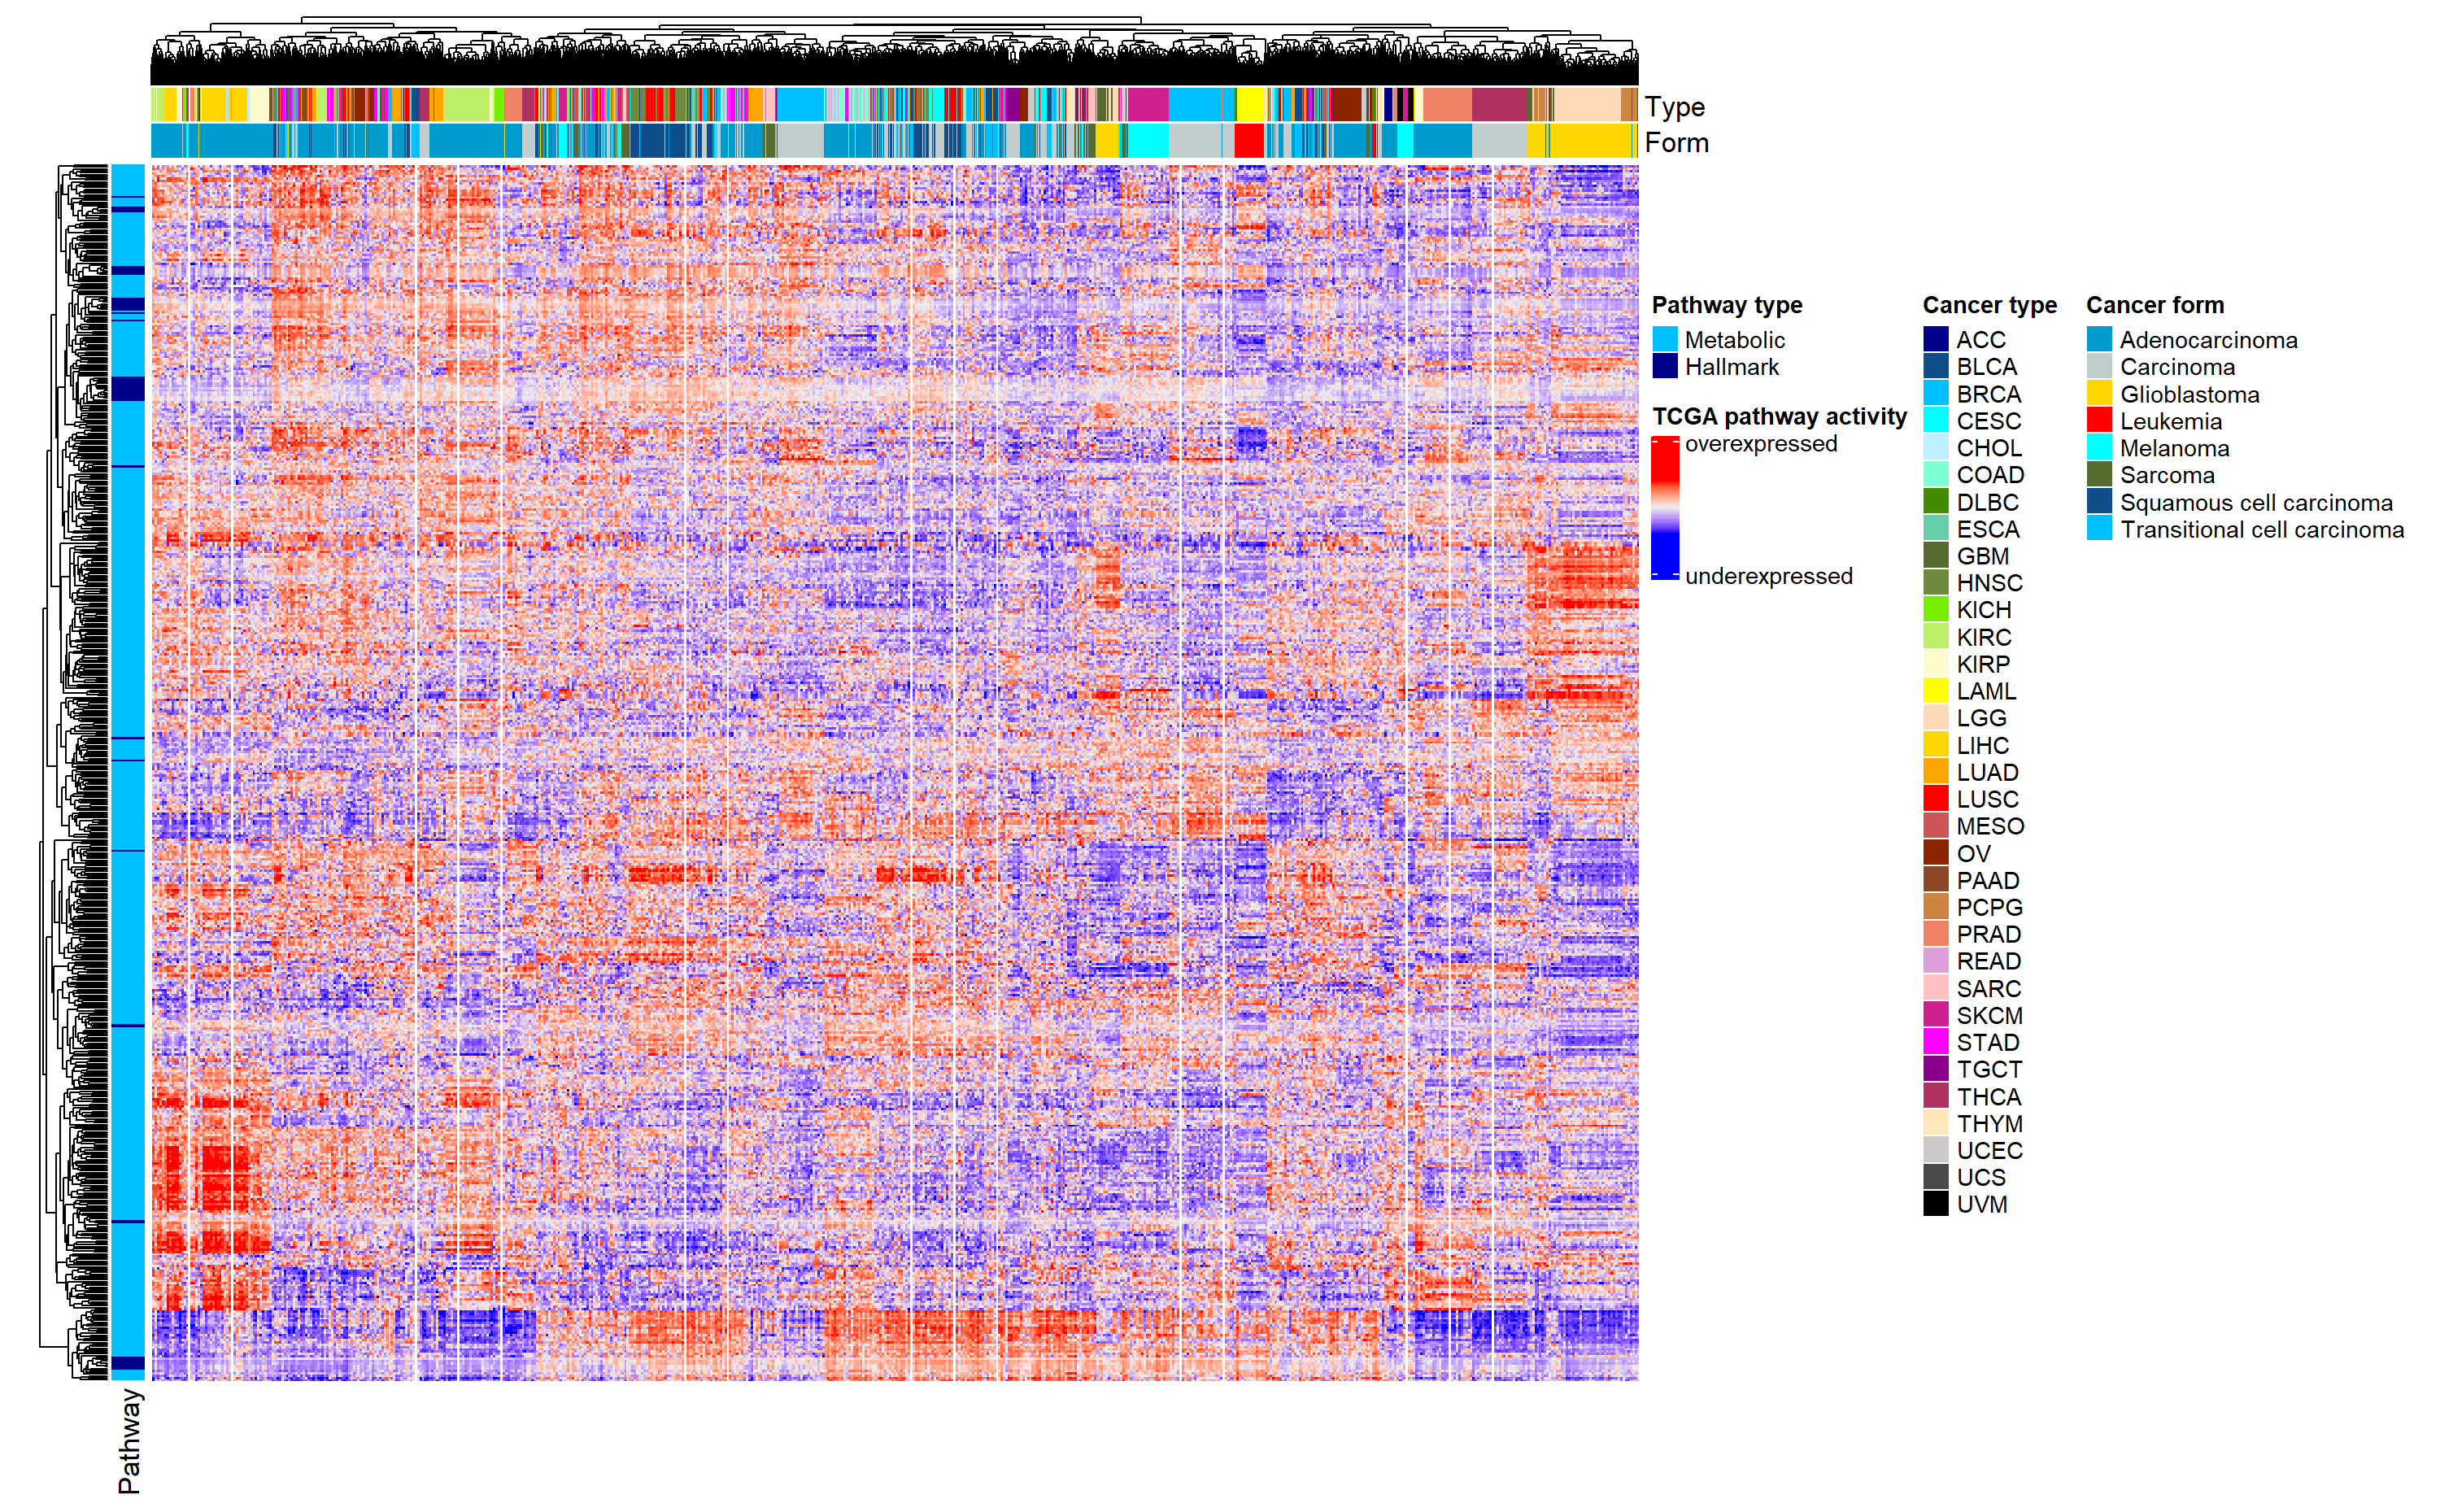 Type
Form
Pathway type
Metabolic
Hallmark
TCGA pathway activity
overexpressed
underexpressed
Cancer type
ACC
BLCA
BRCA
CESC
CHOL
COAD
DLBC
ESCA
GBM
HNSC
KICH
KIRC
KIRP
LAML
LGG
LIHC
LUAD
LUSC
MESO
OV
PAAD
PCPG
PRAD
READ
SARC
SKCM
STAD
TGCT
THCA
THYM
UCEC
UCS
UVM
Cancer form
Adenocarcinoma
Carcinoma
Glioblastoma
Leukemia
Melanoma
Sarcoma
Squamous cell carcinoma
Transitional cell carcinoma
Pathway